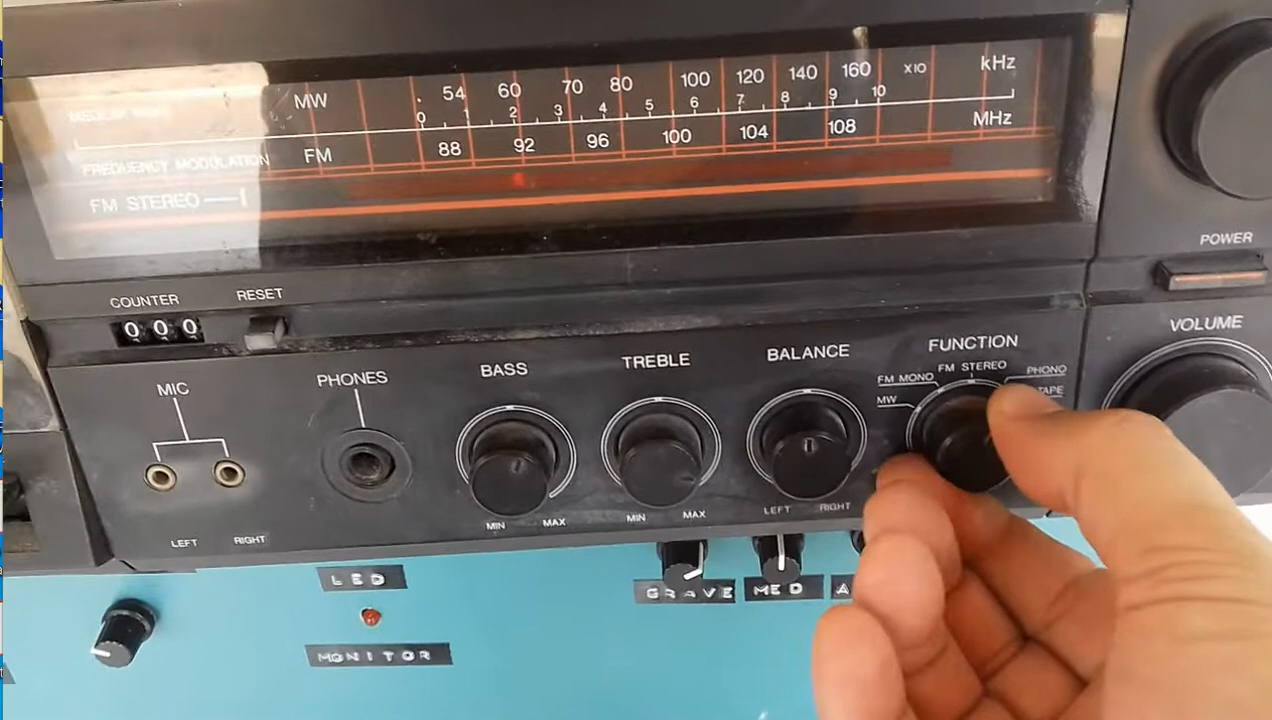 MW 54 60 70 80 100 120 140 160 X10 kHz
0 1 2 3 4 5 6 7 8 9 10
FM 88 92 96 100 104 108 MHz
FREQUENCY MODULATION
FM STEREO
POWER
COUNTER RESET
000
VOLUME
MIC PHONES BASS TREBLE BALANCE FUNCTION
FM MONO FM STEREO PHONO
MW TAPE
LEFT RIGHT
MIN MAX MIN MAX LEFT RIGHT
LED
GRAVE MED A
MONITOR